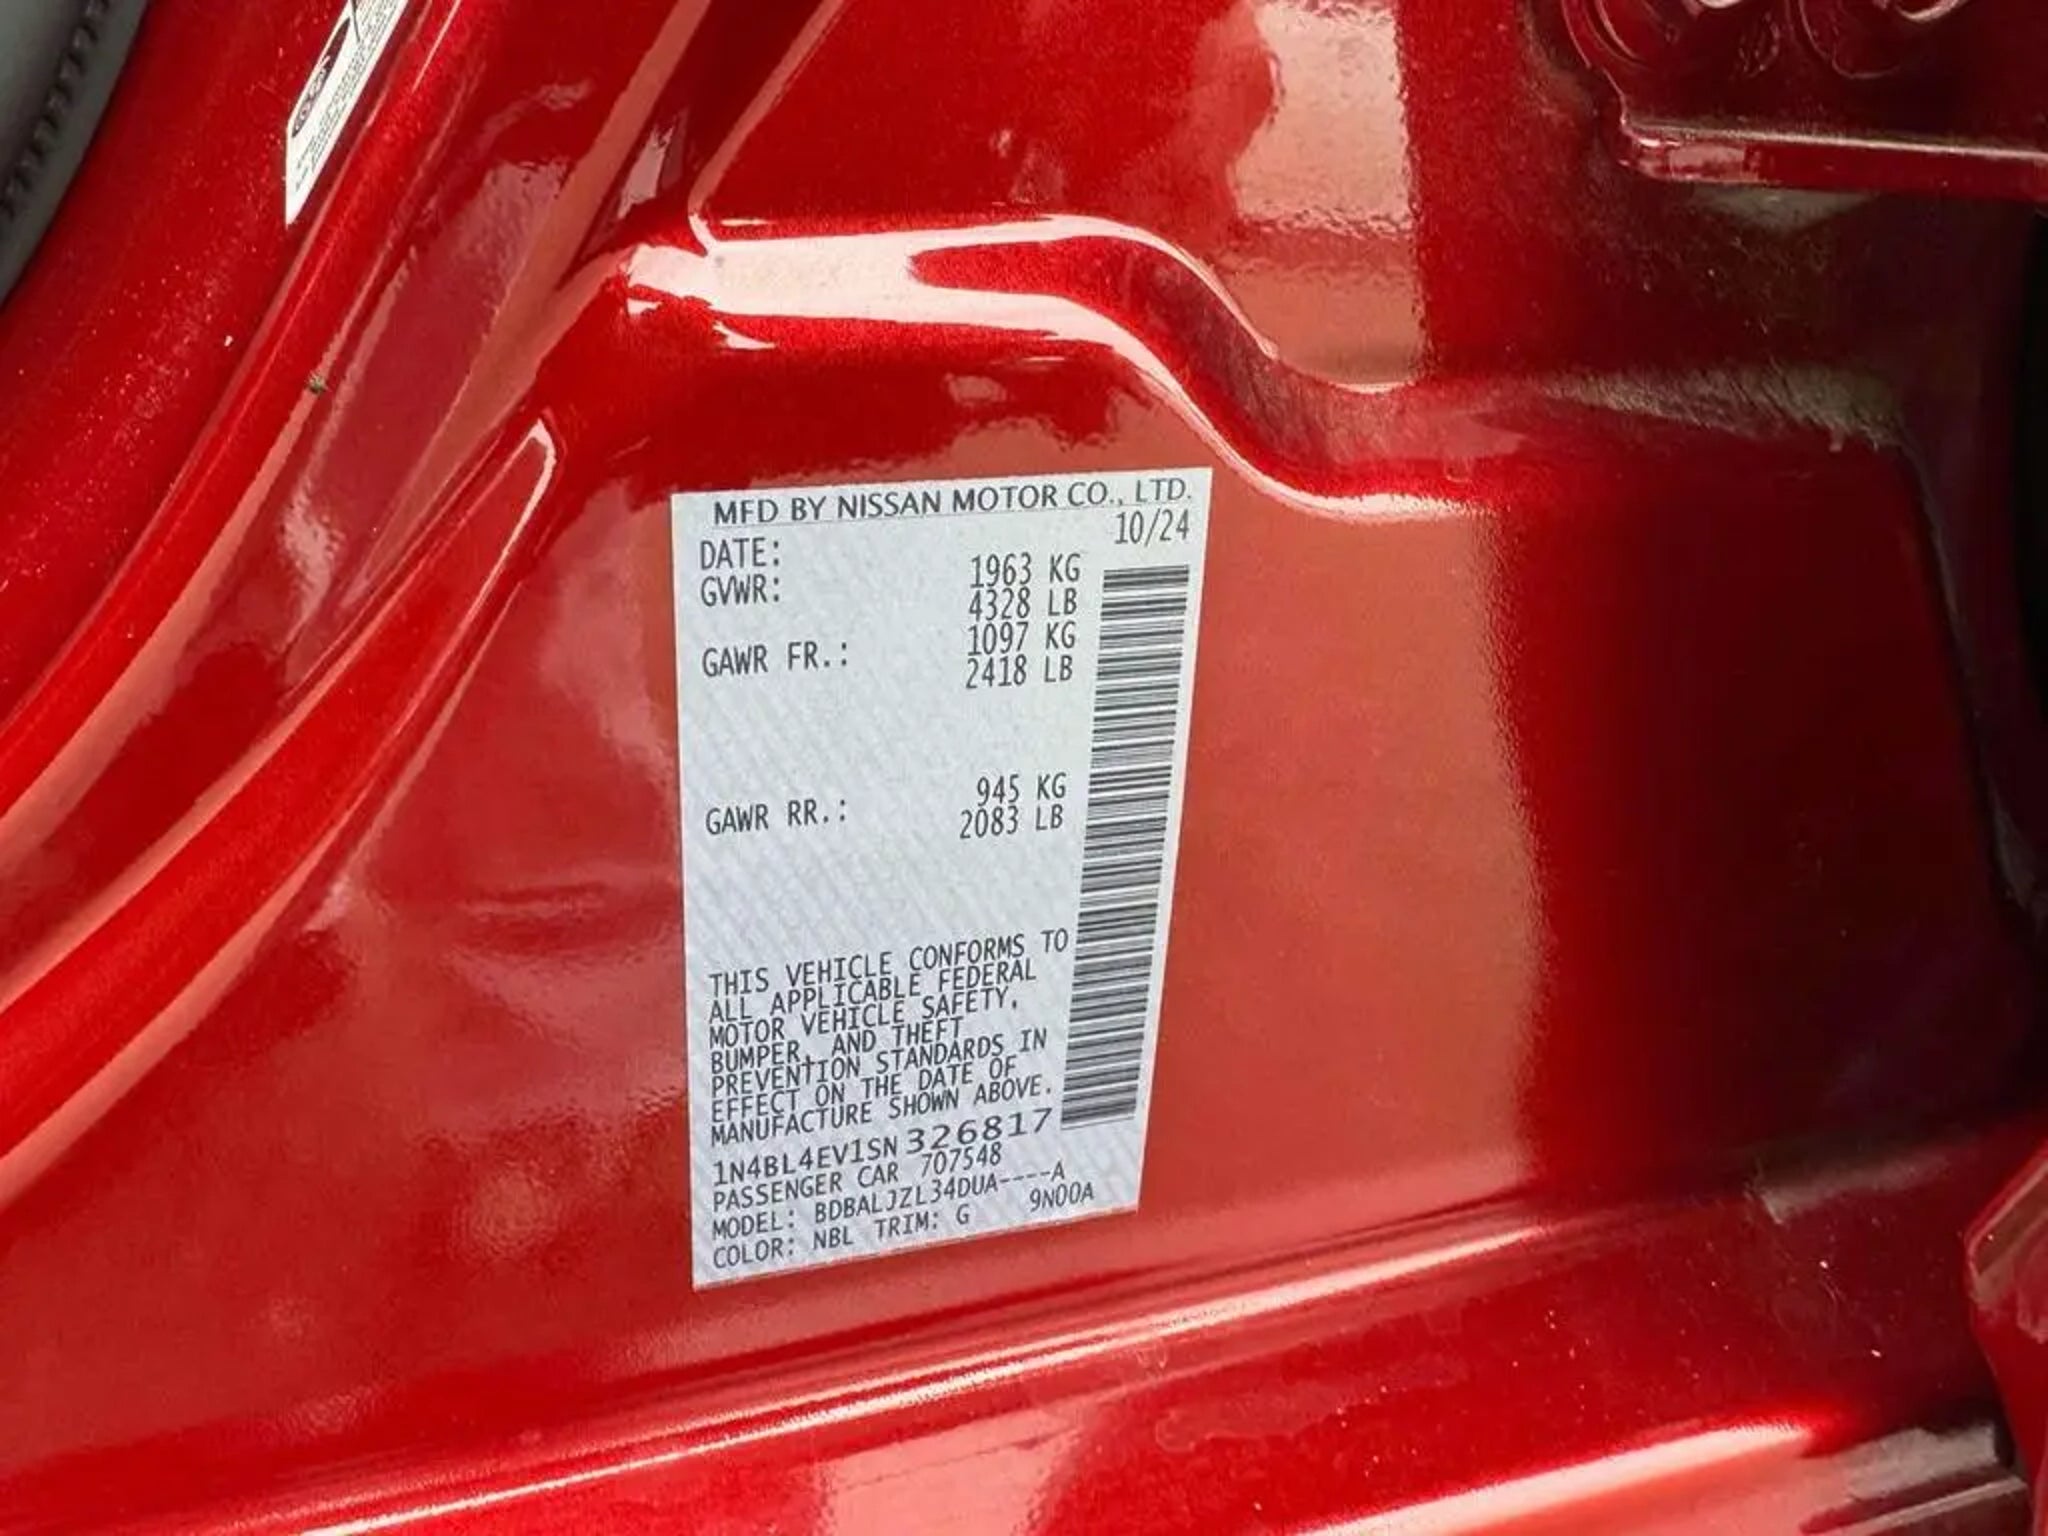 MFD BY NISSAN MOTOR CO., LTD.
DATE: 10/24
GVWR: 1963 KG
4328 LB
GAWR FR.: 1097 KG
2418 LB
GAWR RR.: 945 KG
2083 LB
THIS VEHICLE CONFORMS TO
ALL APPLICABLE FEDERAL
MOTOR VEHICLE SAFETY,
BUMPER, AND THEFT
PREVENTION STANDARDS IN
EFFECT ON THE DATE OF
MANUFACTURE SHOWN ABOVE.
1N4BL4EV1SN326817
PASSENGER CAR 707548
MODEL: BDBALJZL34DUA----A
COLOR: NBL TRIM: G 9N00A